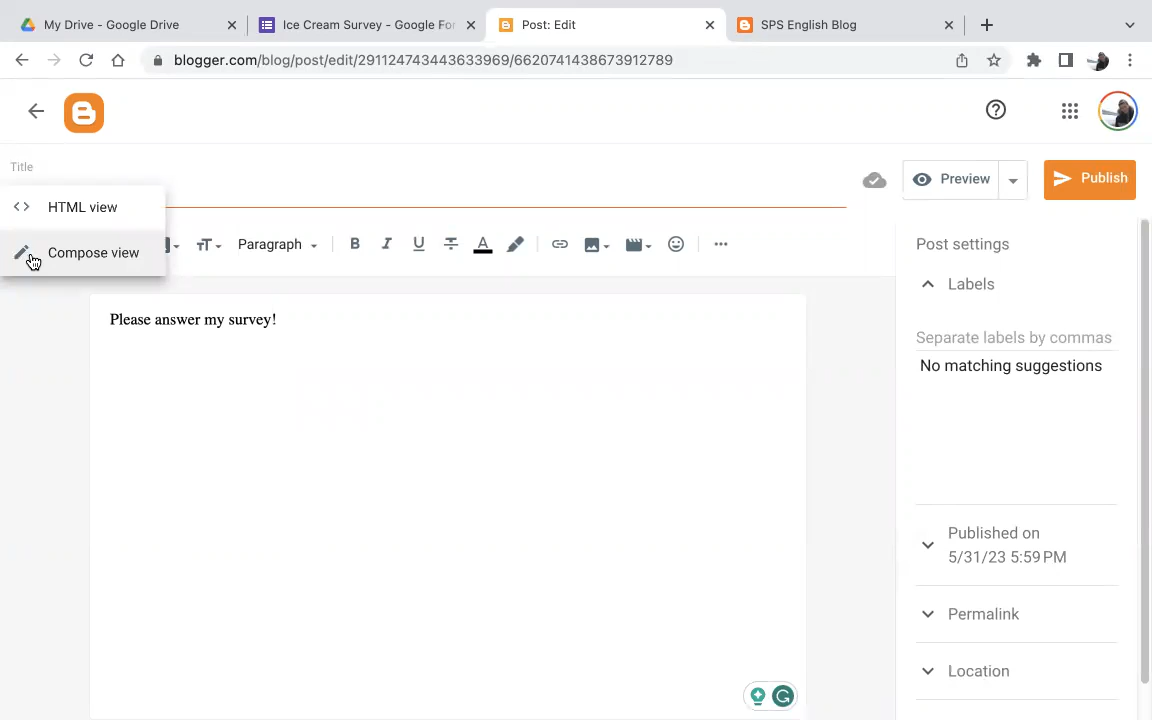 My Drive - Google Drive
Ice Cream Survey - Google For
Post: Edit
SPS English Blog
blogger.com/blog/post/edit/291124743443633969/6620741438673912789
Title
Preview
Publish
HTML view
Compose view
Paragraph
B I U A
Post settings
Labels
Separate labels by commas
No matching suggestions
Please answer my survey!
Published on
5/31/23 5:59 PM
Permalink
Location